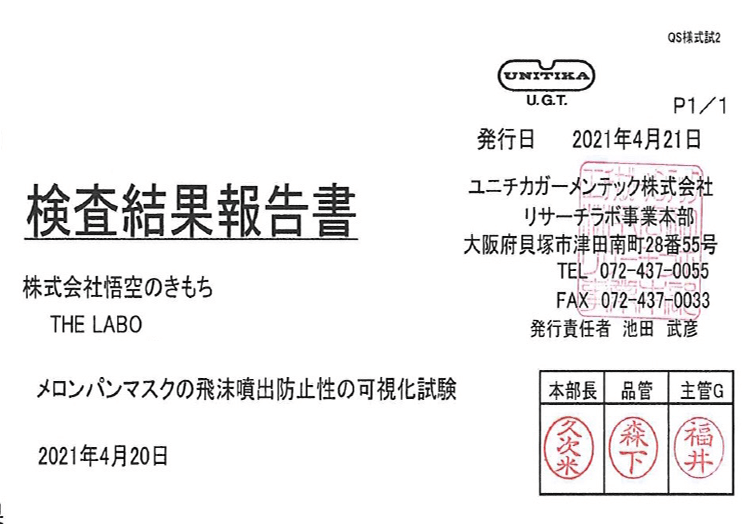 QS様式試2
UNITIKA
U.G.T.
P1/1
発行日 2021年4月21日
ユニチカガーメンテック株式会社
リサーチラボ事業本部
大阪府貝塚市津田南町28番55号
TEL 072-437-0055
FAX 072-437-0033
発行責任者 池田 武彦
検査結果報告書
株式会社悟空のきもち
THE LABO
メロンパンマスクの飛沫噴出防止性の可視化試験
2021年4月20日
本部長 品管 主管G
久次米 森下 福井